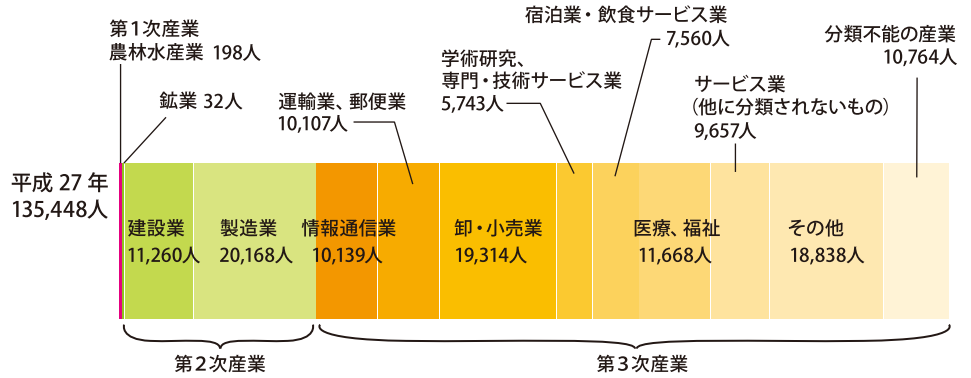 第1次産業
農林水産業 198人
鉱業 32人
運輸業、郵便業
10,107人
学術研究、
専門・技術サービス業
5,743人
宿泊業・飲食サービス業
7,560人
サービス業
（他に分類されないもの）
9,657人
分類不能の産業
10,764人
平成 27 年
135,448人
建設業
11,260人
製造業
20,168人
情報通信業
10,139人
卸・小売業
19,314人
医療、福祉
11,668人
その他
18,838人
第2次産業
第3次産業